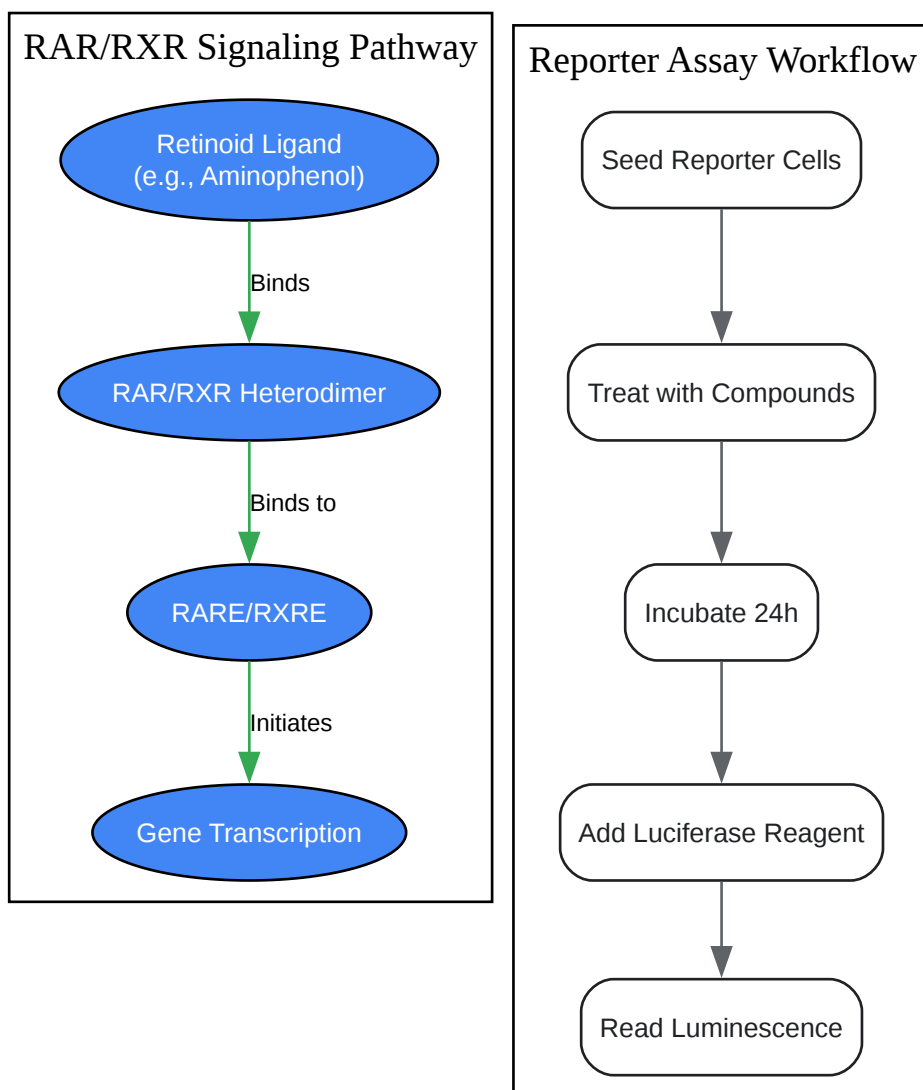 RAR/RXR Signaling Pathway
Retinoid Ligand
(e.g., Aminophenol)
Binds
RAR/RXR Heterodimer
Binds to
RARE/RXRE
Initiates
Gene Transcription
Reporter Assay Workflow
Seed Reporter Cells
Treat with Compounds
Incubate 24h
Add Luciferase Reagent
Read Luminescence